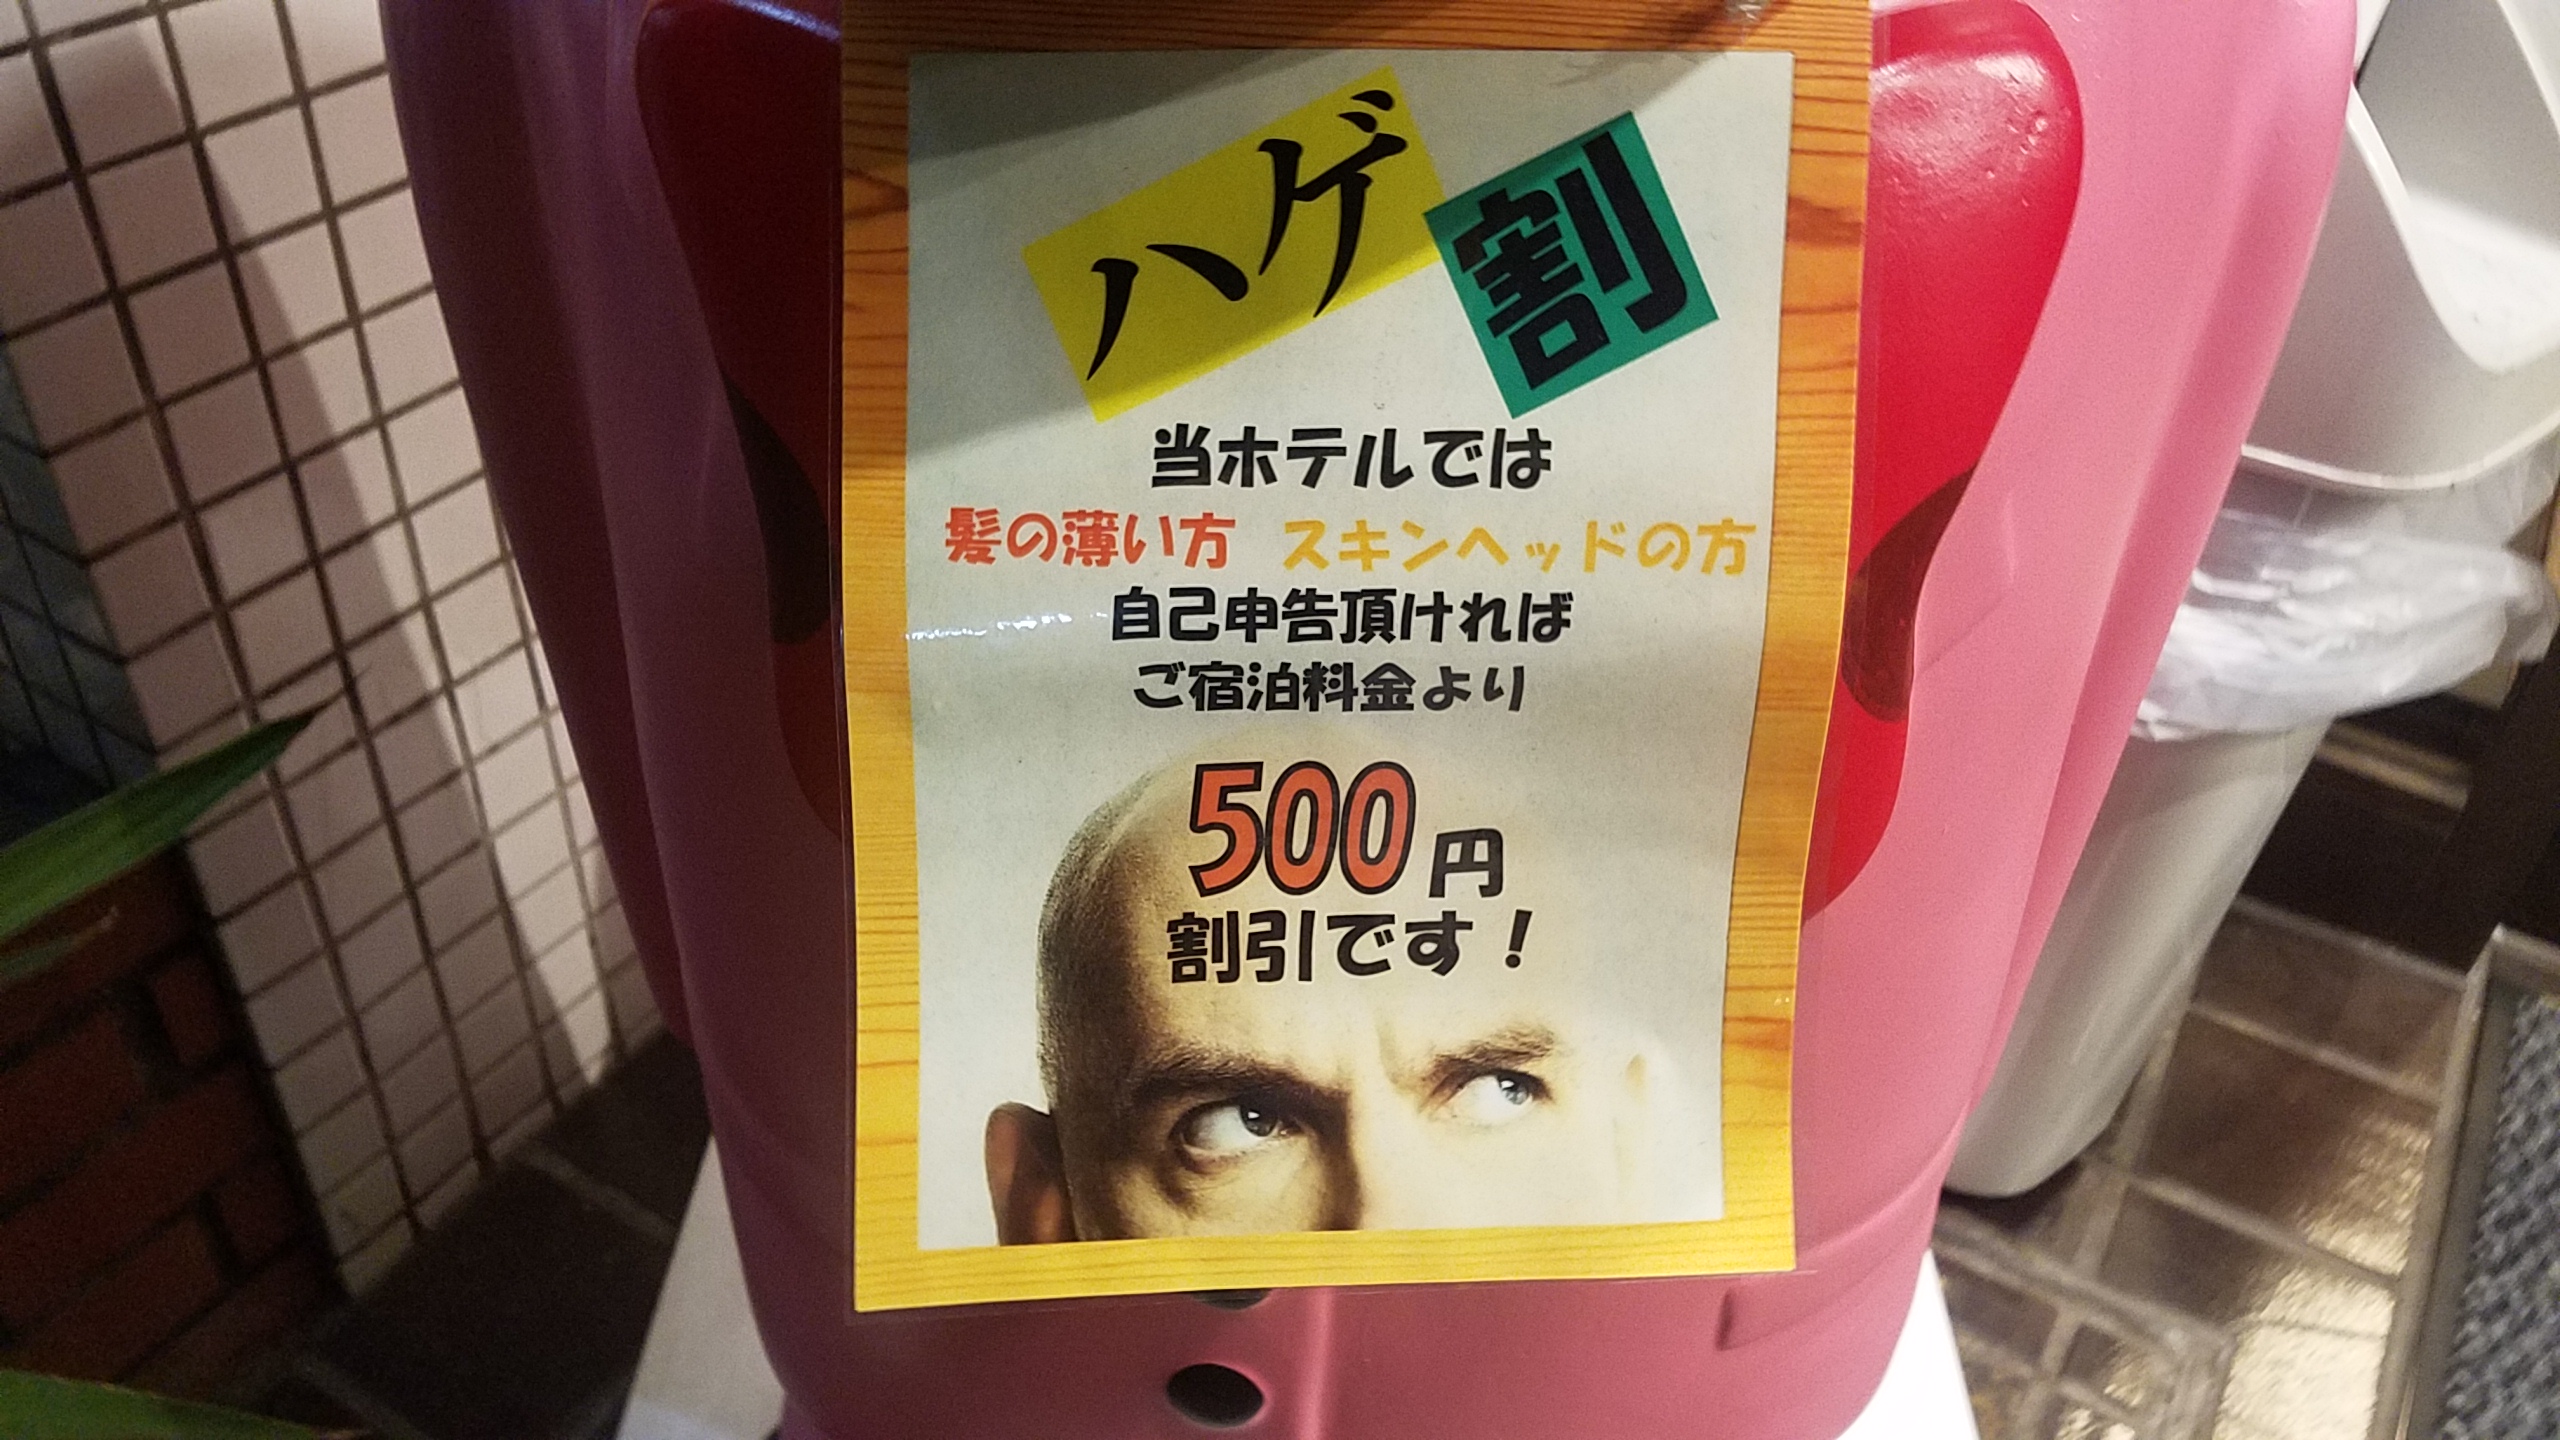 ハゲ割
当ホテルでは
髪の薄い方 スキンヘッドの方
自己申告頂ければ
ご宿泊料金より
500円
割引です!